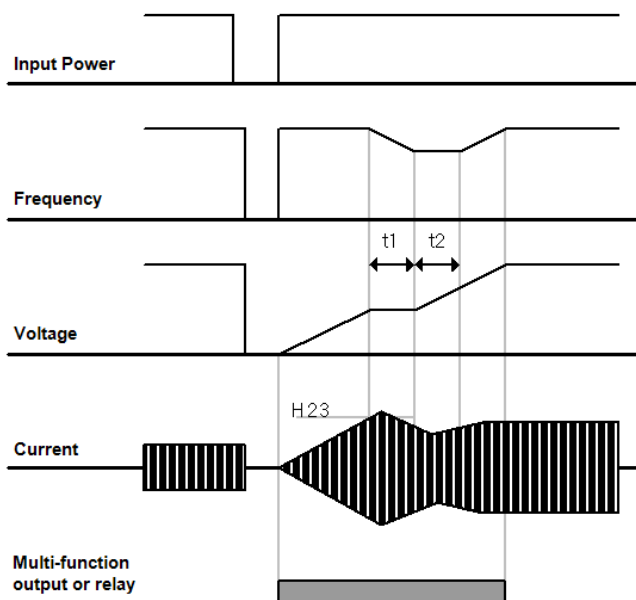 Input Power
Frequency
t1 t2
Voltage
H23
Current
Multi-function
output or relay